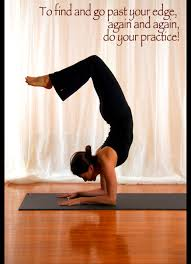 To find and go past your edge,
again and again,
do your practice!